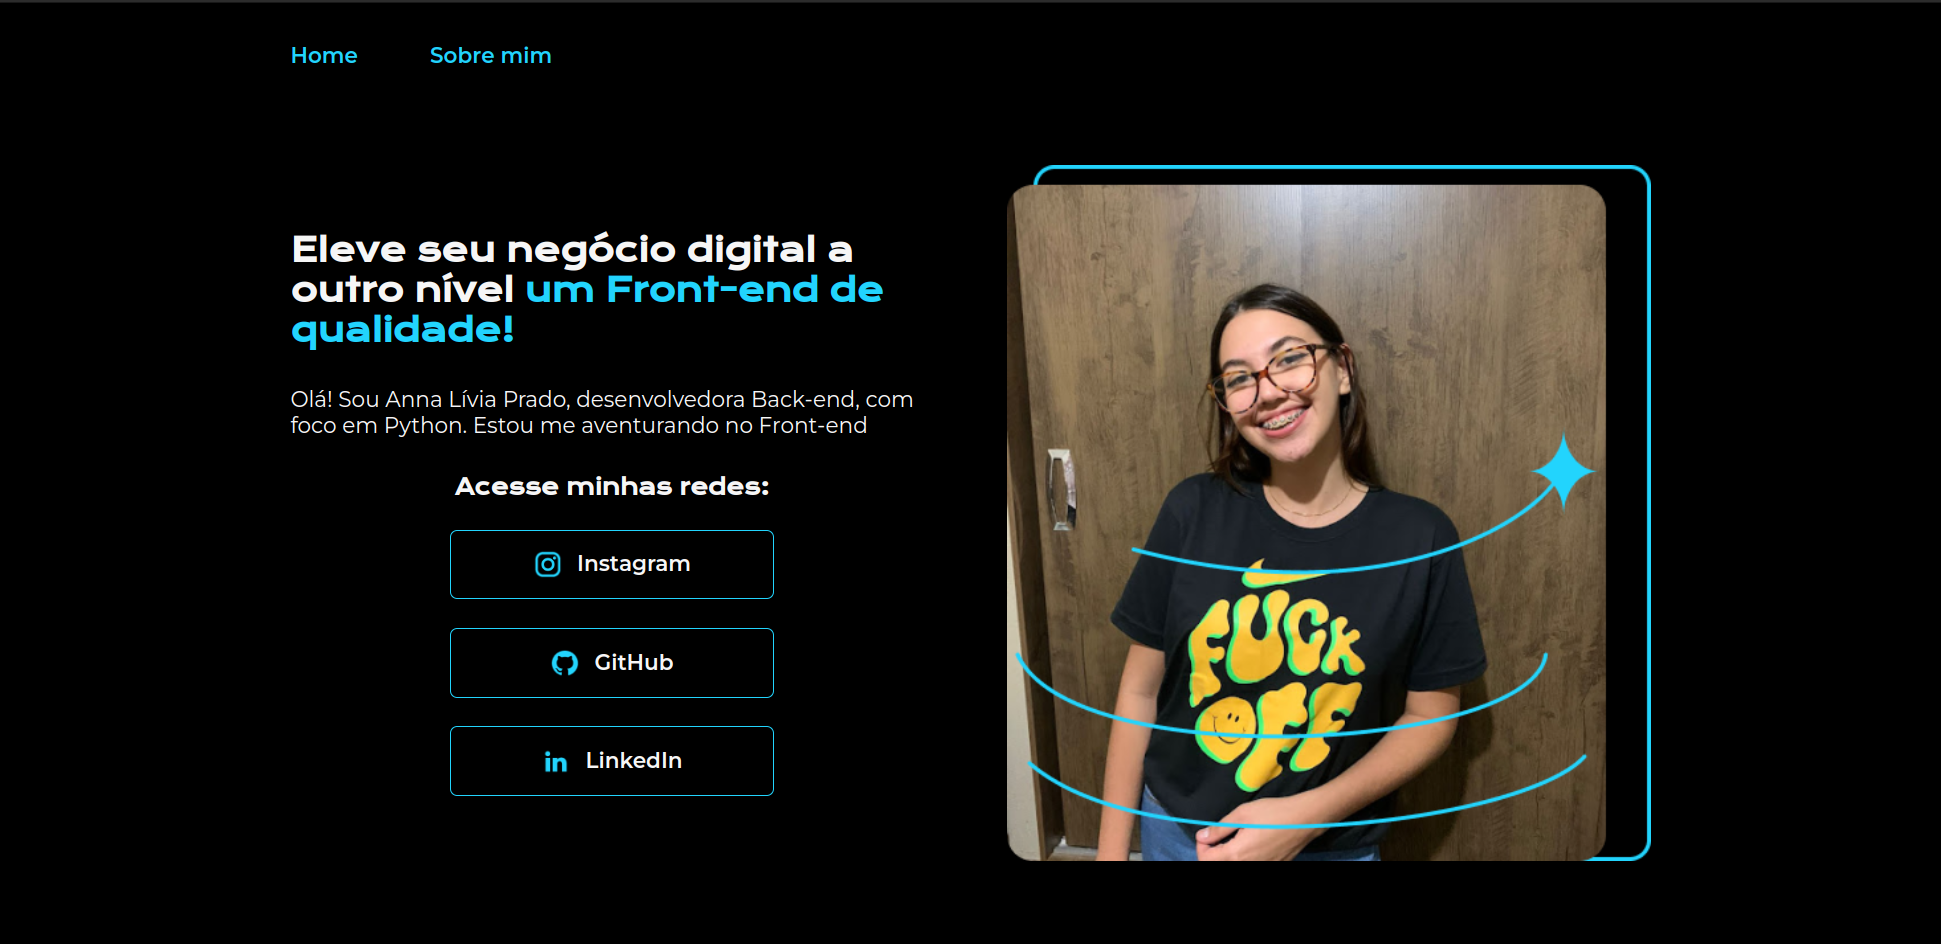 Home
Sobre mim
Eleve seu negócio digital a
outro nível um Front-end de
qualidade!
Olá! Sou Anna Lívia Prado, desenvolvedora Back-end, com
foco em Python. Estou me aventurando no Front-end
Acesse minhas redes:
Instagram
GitHub
LinkedIn
FUCK
OFF